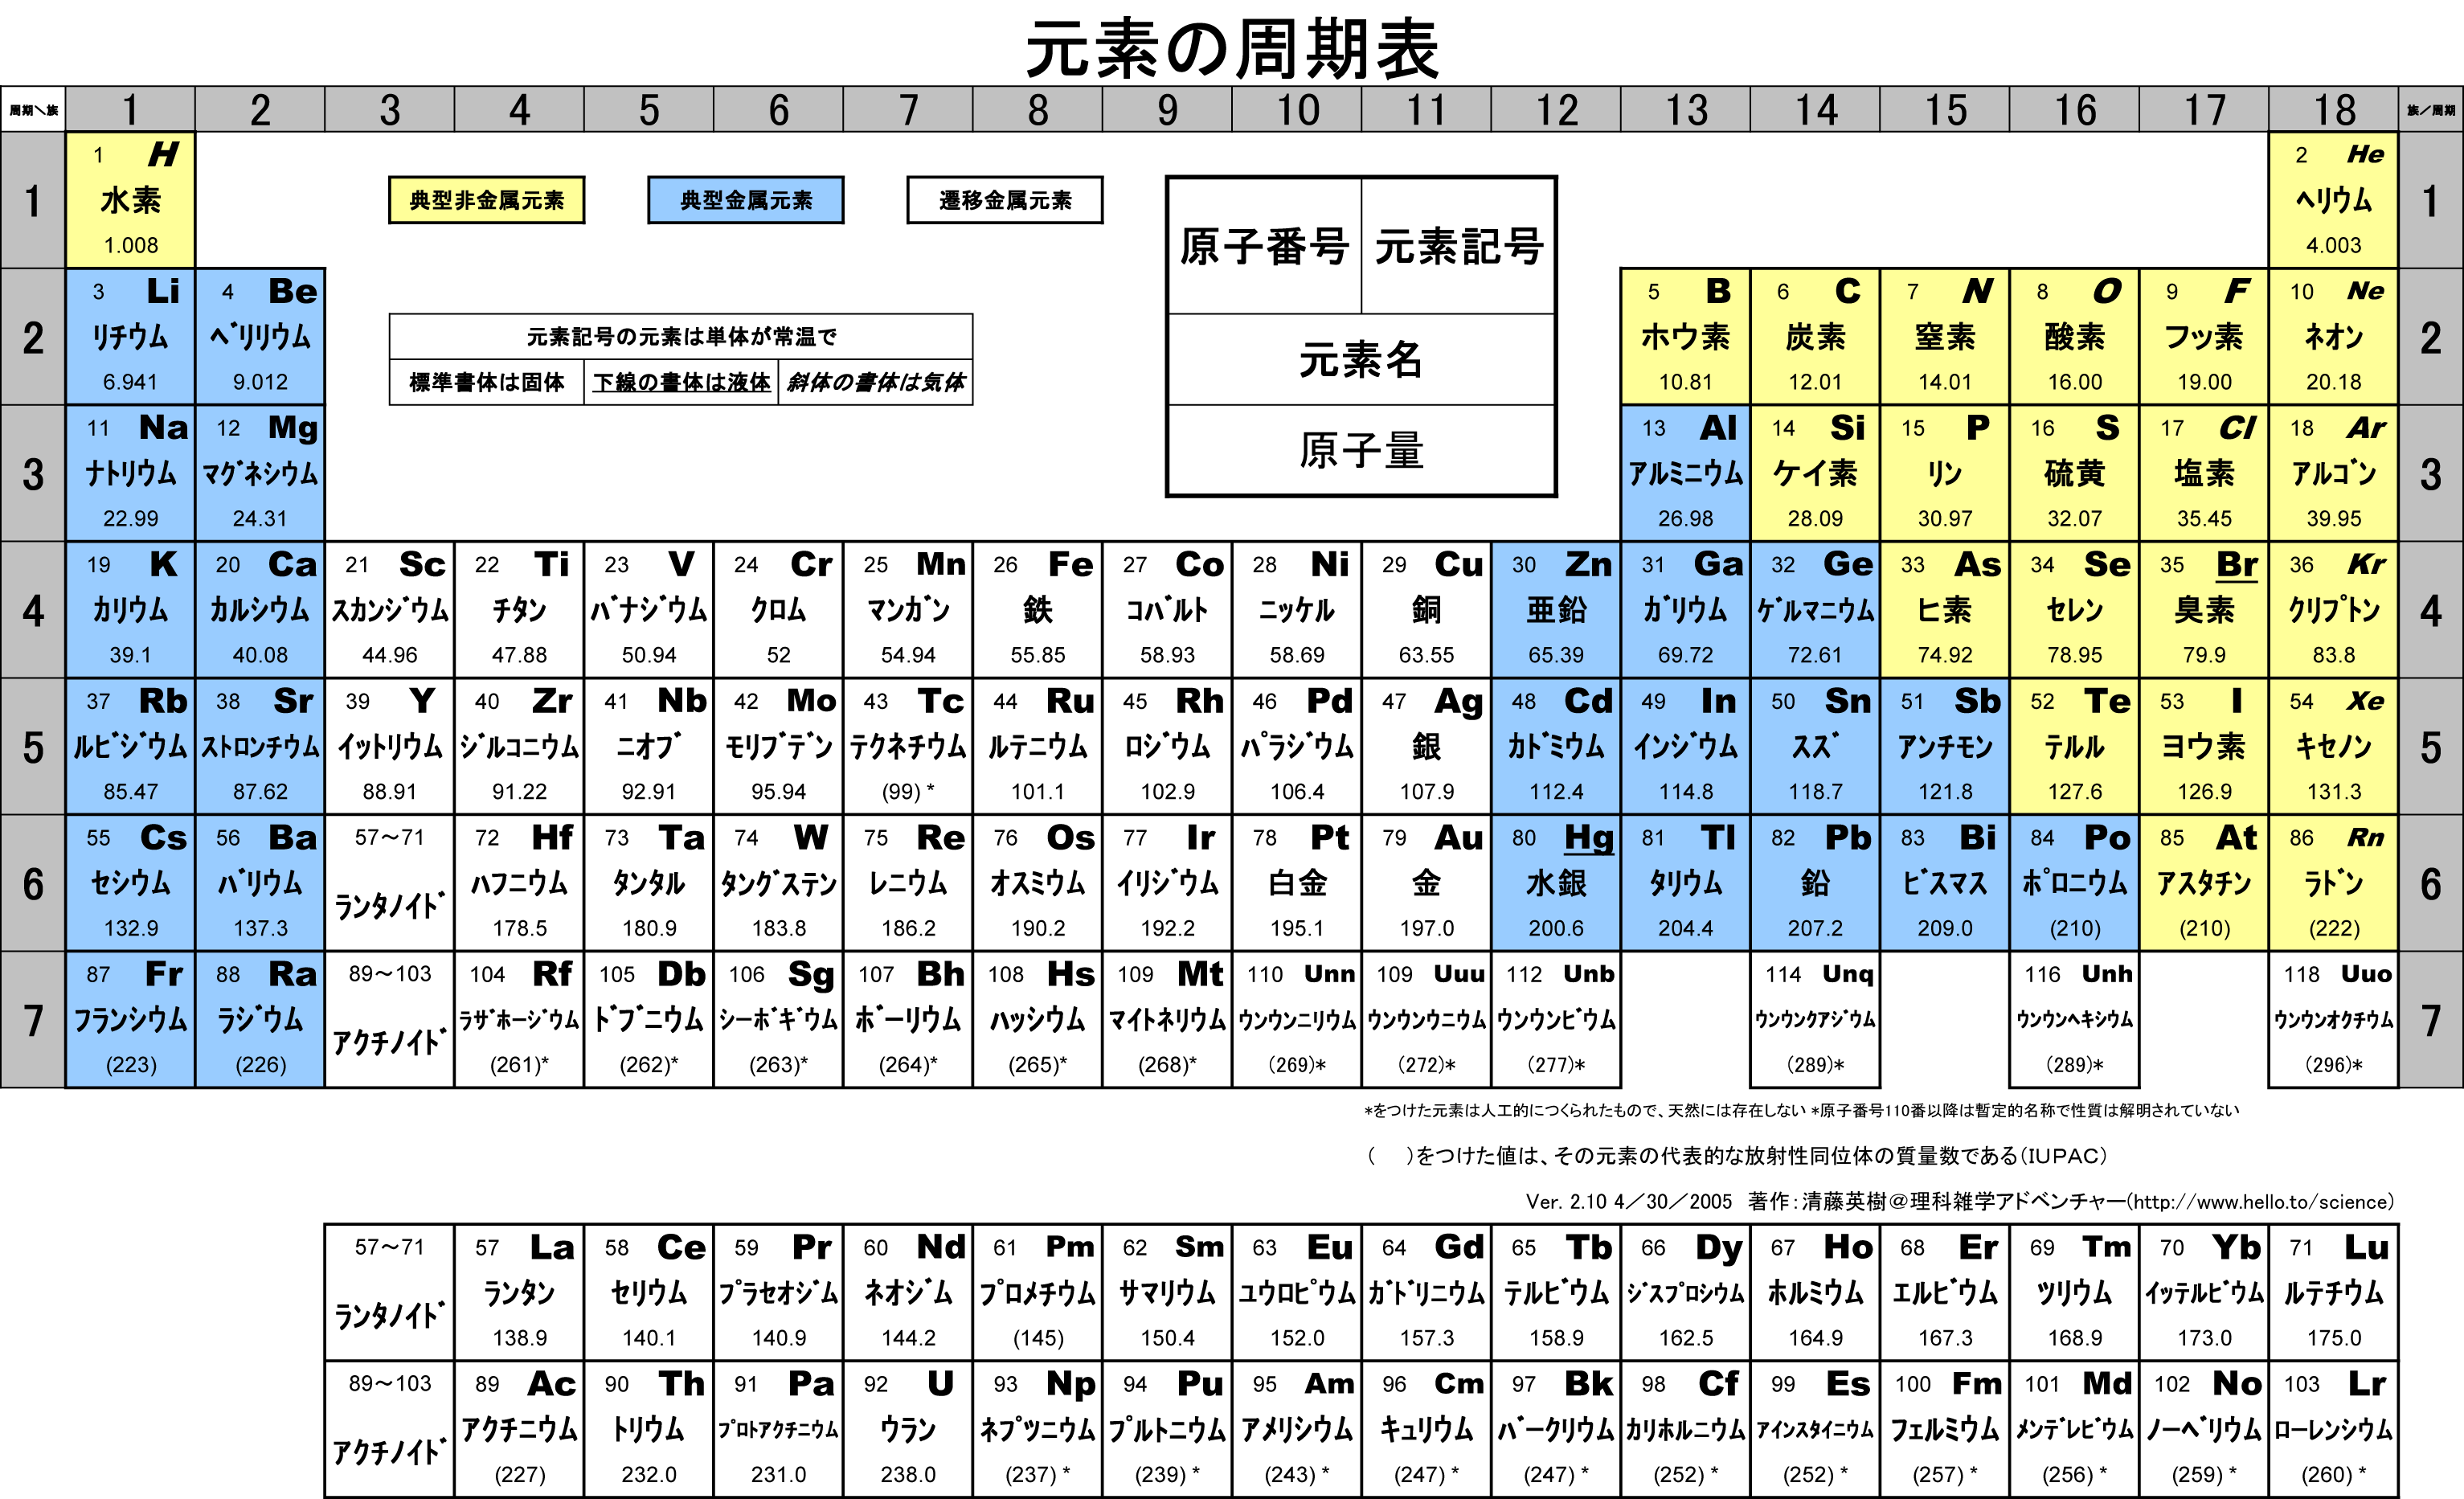 元素の周期表
周期＼族 1 2 3 4 5 6 7 8 9 10 11 12 13 14 15 16 17 18 族／周期
1 1 H 2 He 1
水素 典型非金属元素 典型金属元素 遷移金属元素 ヘリウム
1.008 4.003
原子番号 元素記号
2 3 Li 4 Be 5 B 6 C 7 N 8 O 9 F 10 Ne 2
リチウム ベリリウム 元素記号の元素は単体が常温で 元素名 ホウ素 炭素 窒素 酸素 フッ素 ネオン
6.941 9.012 標準書体は固体 下線の書体は液体 斜体の書体は気体 10.81 12.01 14.01 16.00 19.00 20.18
3 11 Na 12 Mg 13 Al 14 Si 15 P 16 S 17 Cl 18 Ar 3
ナトリウム マグネシウム 原子量 アルミニウム ケイ素 リン 硫黄 塩素 アルゴン
22.99 24.31 26.98 28.09 30.97 32.07 35.45 39.95
4 19 K 20 Ca 21 Sc 22 Ti 23 V 24 Cr 25 Mn 26 Fe 27 Co 28 Ni 29 Cu 30 Zn 31 Ga 32 Ge 33 As 34 Se 35 Br 36 Kr 4
カリウム カルシウム スカンジウム チタン バナジウム クロム マンガン 鉄 コバルト ニッケル 銅 亜鉛 ガリウム ゲルマニウム ヒ素 セレン 臭素 クリプトン
39.1 40.08 44.96 47.88 50.94 52 54.94 55.85 58.93 58.69 63.55 65.39 69.72 72.61 74.92 78.95 79.9 83.8
5 37 Rb 38 Sr 39 Y 40 Zr 41 Nb 42 Mo 43 Tc 44 Ru 45 Rh 46 Pd 47 Ag 48 Cd 49 In 50 Sn 51 Sb 52 Te 53 I 54 Xe 5
ルビジウム ストロンチウム イットリウム ジルコニウム ニオブ モリブデン テクネチウム ルテニウム ロジウム パラジウム 銀 カドミウム インジウム スズ アンチモン テルル ヨウ素 キセノン
85.47 87.62 88.91 91.22 92.91 95.94 (99) * 101.1 102.9 106.4 107.9 112.4 114.8 118.7 121.8 127.6 126.9 131.3
6 55 Cs 56 Ba 57～71 72 Hf 73 Ta 74 W 75 Re 76 Os 77 Ir 78 Pt 79 Au 80 Hg 81 Tl 82 Pb 83 Bi 84 Po 85 At 86 Rn 6
セシウム バリウム ランタノイド ハフニウム タンタル タングステン レニウム オスミウム イリジウム 白金 金 水銀 タリウム 鉛 ビスマス ポロニウム アスタチン ラドン
132.9 137.3 178.5 180.9 183.8 186.2 190.2 192.2 195.1 197.0 200.6 204.4 207.2 209.0 (210) (210) (222)
7 87 Fr 88 Ra 89～103 104 Rf 105 Db 106 Sg 107 Bh 108 Hs 109 Mt 110 Unn 109 Uuu 112 Unb 114 Unq 116 Unh 118 Uuo 7
フランシウム ラジウム アクチノイド ラザホージウム ドブニウム シーボギウム ボーリウム ハッシウム マイトネリウム ウンウンニリウム ウンウンウニウム ウンウンビウム ウンウンクアジウム ウンウンヘキシウム ウンウンオクチウム
(223) (226) (261)* (262)* (263)* (264)* (265)* (268)* (269)* (272)* (277)* (289)* (289)* (296)*
*をつけた元素は人工的につくられたもので、天然には存在しない *原子番号110番以降は暫定的名称で性質は解明されていない
（　）をつけた値は、その元素の代表的な放射性同位体の質量数である（IUPAC）
Ver. 2.10 4／30／2005 著作：清藤英樹＠理科雑学アドベンチャー(http://www.hello.to/science)
57～71 57 La 58 Ce 59 Pr 60 Nd 61 Pm 62 Sm 63 Eu 64 Gd 65 Tb 66 Dy 67 Ho 68 Er 69 Tm 70 Yb 71 Lu
ランタノイド ランタン セリウム プラセオジム ネオジム プロメチウム サマリウム ユウロピウム ガドリニウム テルビウム ジスプロシウム ホルミウム エルビウム ツリウム イッテルビウム ルテチウム
138.9 140.1 140.9 144.2 (145) 150.4 152.0 157.3 158.9 162.5 164.9 167.3 168.9 173.0 175.0
89～103 89 Ac 90 Th 91 Pa 92 U 93 Np 94 Pu 95 Am 96 Cm 97 Bk 98 Cf 99 Es 100 Fm 101 Md 102 No 103 Lr
アクチノイド アクチニウム トリウム プロトアクチニウム ウラン ネプツニウム プルトニウム アメリシウム キュリウム バークリウム カリホルニウム アインスタイニウム フェルミウム メンデレビウム ノーベリウム ローレンシウム
(227) 232.0 231.0 238.0 (237) * (239) * (243) * (247) * (247) * (252) * (252) * (257) * (256) * (259) * (260) *